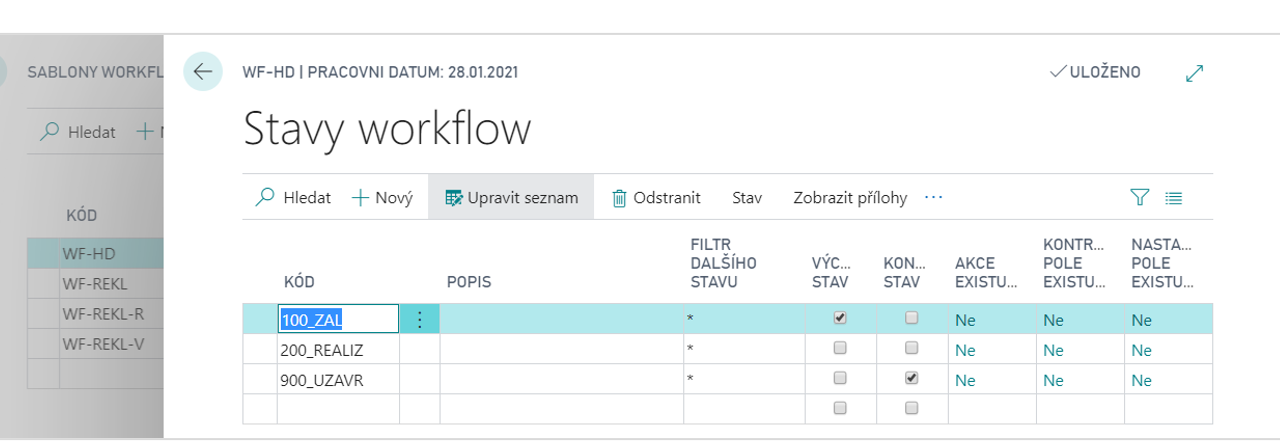 SABLONY WORKFL
WF-HD | PRACOVNI DATUM: 28.01.2021
ULOŽENO
Stavy workflow
Hledat
Hledat
Nový
Upravit seznam
Odstranit
Stav
Zobrazit přílohy
...
KÓD
WF-HD
WF-REKL
WF-REKL-R
WF-REKL-V
KÓD
POPIS
FILTR
DALŠÍHO
STAVU
VÝC...
STAV
KON...
STAV
AKCE
EXISTU...
KONTR...
POLE
EXISTU...
NASTA...
POLE
EXISTU...
100_ZAL * Ne Ne Ne
200_REALIZ * Ne Ne Ne
900_UZAVR * Ne Ne Ne